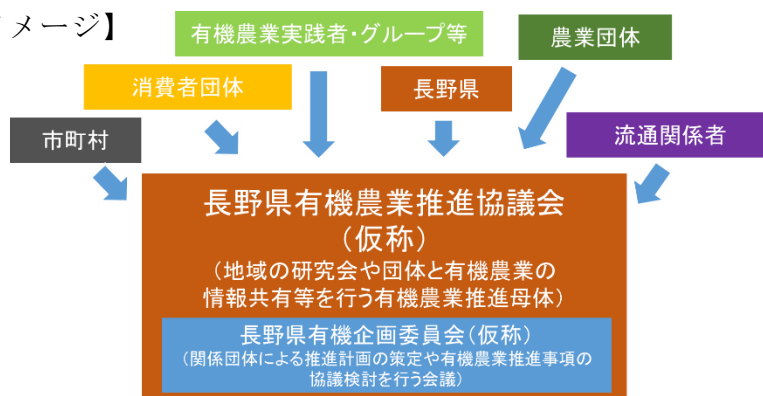 メージ】
有機農業実践者・グループ等
農業団体
消費者団体
長野県
市町村
流通関係者
長野県有機農業推進協議会
（仮称）
（地域の研究会や団体と有機農業の
情報共有等を行う有機農業推進母体）
長野県有機企画委員会（仮称）
（関係団体による推進計画の策定や有機農業推進事項の
協議検討を行う会議）